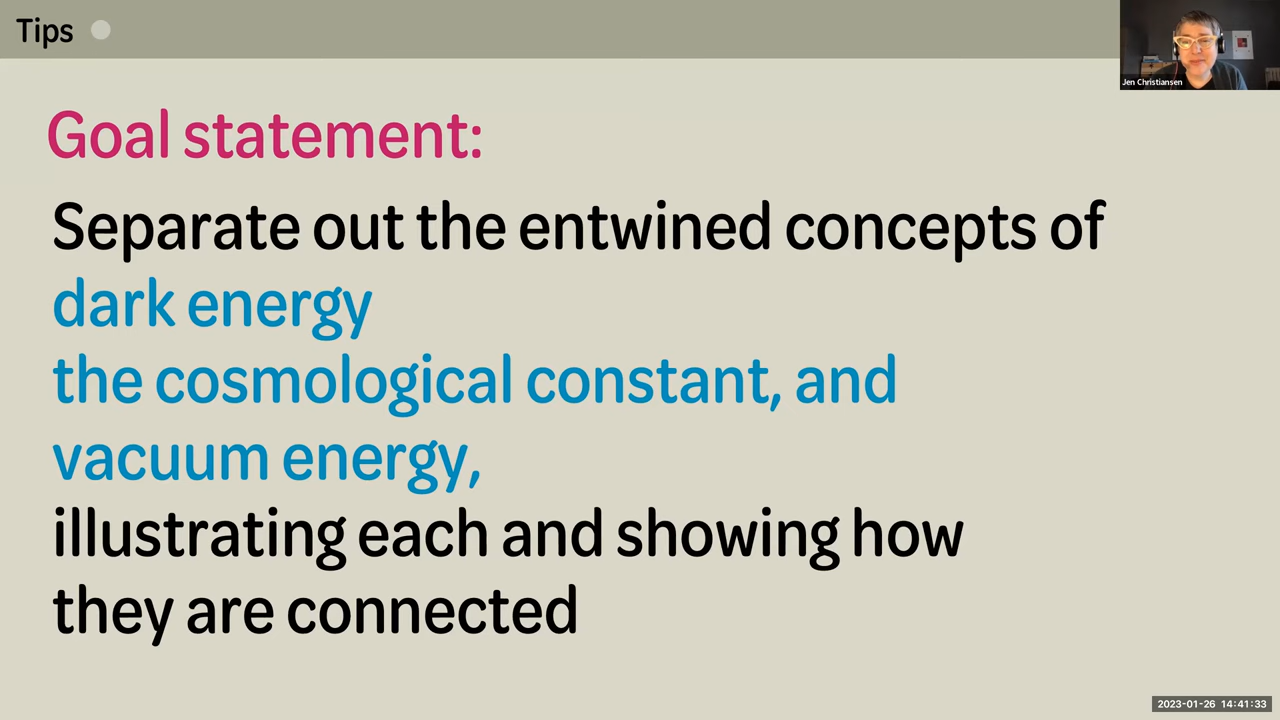 Tips
Jen Christiansen
Goal statement:
Separate out the entwined concepts of
dark energy
the cosmological constant, and
vacuum energy,
illustrating each and showing how
they are connected
2023-01-26 14:41:33